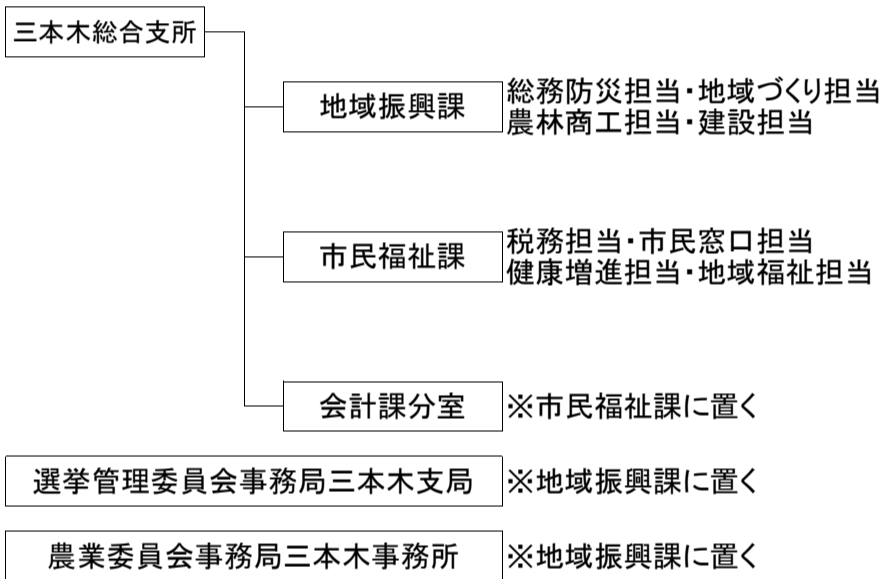 三本木総合支所
地域振興課
総務防災担当・地域づくり担当
農林商工担当・建設担当
市民福祉課
税務担当・市民窓口担当
健康増進担当・地域福祉担当
会計課分室
※市民福祉課に置く
選挙管理委員会事務局三本木支局
※地域振興課に置く
農業委員会事務局三本木事務所
※地域振興課に置く